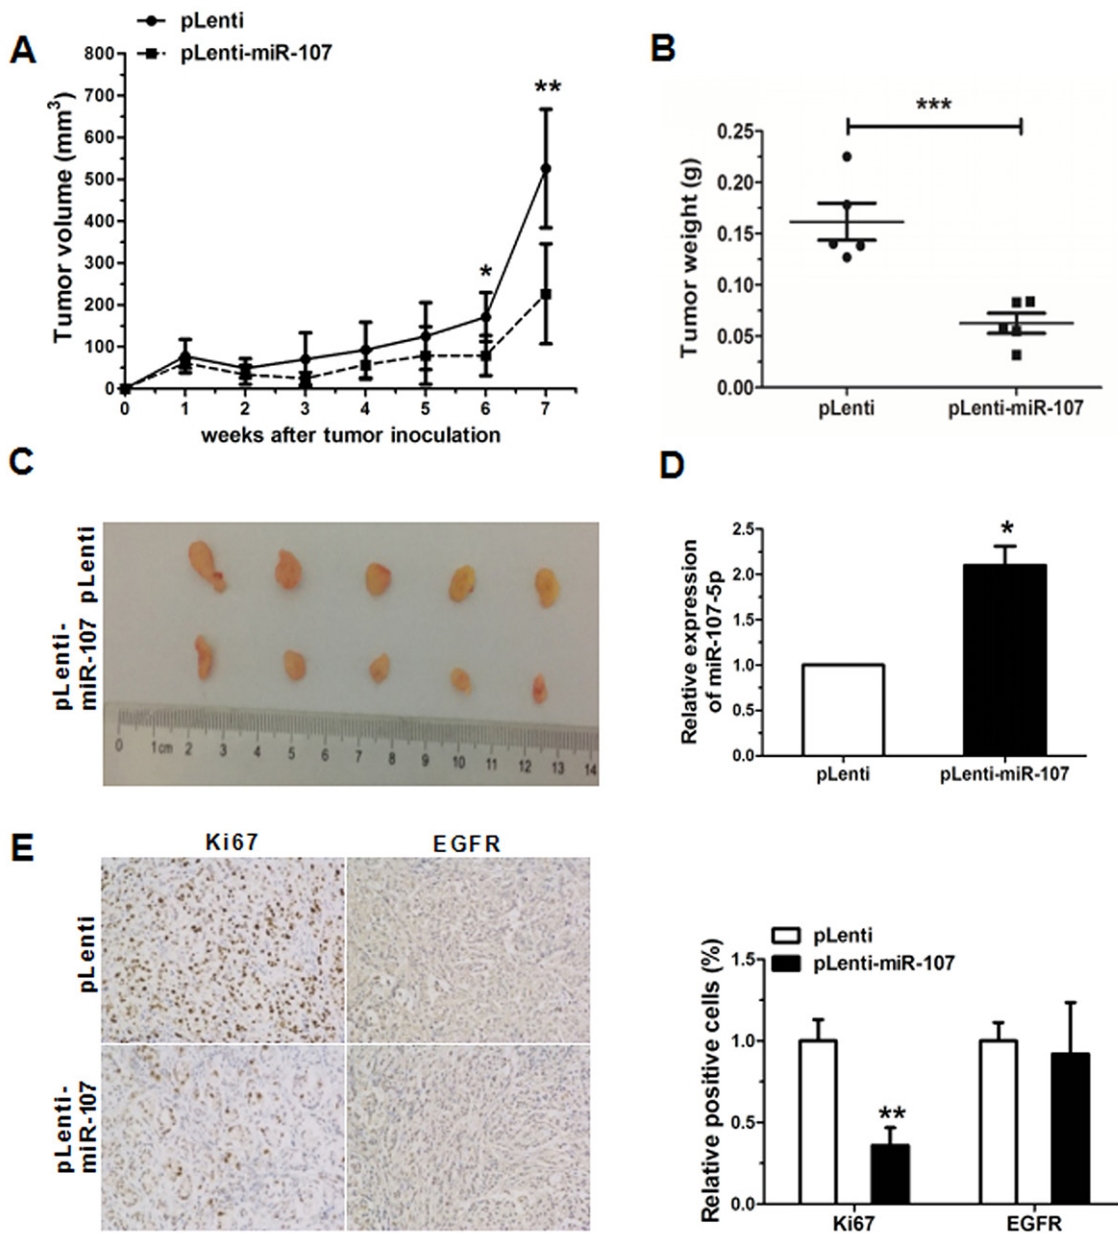 A
pLenti
pLenti-miR-107
Tumor volume (mm3)
800
700
600
500
400
300
200
100
0
0 1 2 3 4 5 6 7
weeks after tumor inoculation
*
**
B
***
Tumor weight (g)
0.25
0.20
0.15
0.10
0.05
0.00
pLenti pLenti-miR-107
C
pLenti
pLenti-
miR-107
0 1cm 2 3 4 5 6 7 8 9 10 11 12 13 14
D
Relative expression
of miR-107-5p
2.5
2.0
1.5
1.0
0.5
0.0
*
pLenti pLenti-miR-107
E
Ki67 EGFR
pLenti
pLenti-
miR-107
pLenti
pLenti-miR-107
Relative positive cells (%)
1.5
1.0
0.5
0.0
**
Ki67 EGFR